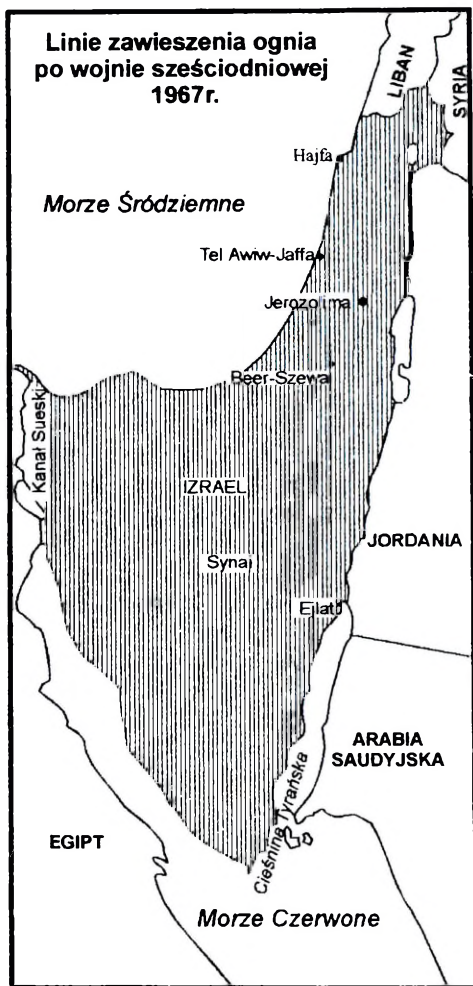 Linie zawieszenia ognia
po wojnie sześciodniowej
1967r.
LIBAN
SYRIA
Hajfa
Morze Śródziemne
Tel Awiw-Jaffa
Jerozolima
Beer-Szewa
Kanał Sueski
IZRAEL
Synaj
JORDANIA
Ejlat
ARABIA
SAUDYJSKA
Cieśnina Tyrańska
EGIPT
Morze Czerwone